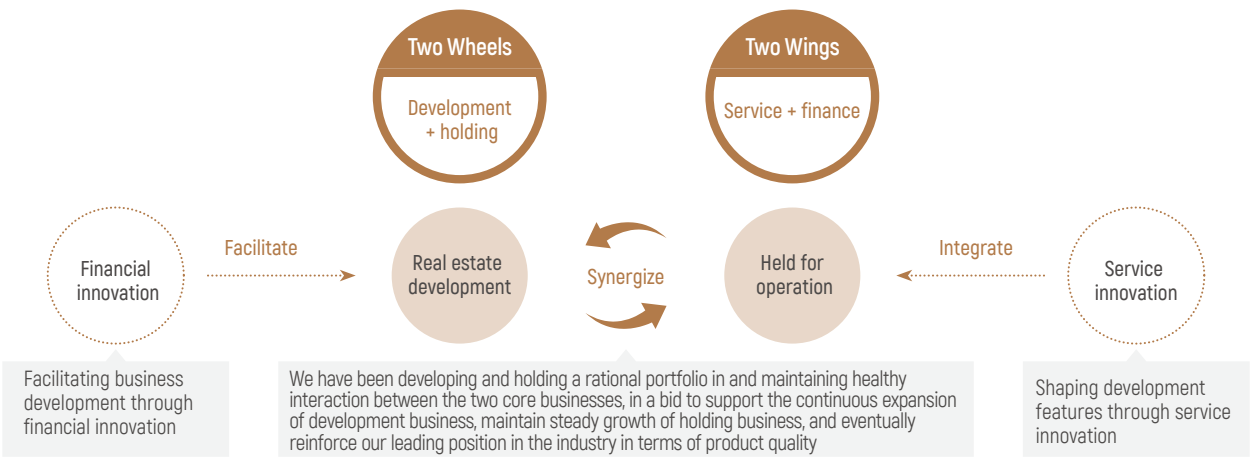 Two Wheels
Development
+ holding
Two Wings
Service + finance
Financial
innovation
Facilitate
Real estate
development
Synergize
Held for
operation
Integrate
Service
innovation
Facilitating business
development through
financial innovation
We have been developing and holding a rational portfolio in and maintaining healthy
interaction between the two core businesses, in a bid to support the continuous expansion
of development business, maintain steady growth of holding business, and eventually
reinforce our leading position in the industry in terms of product quality
Shaping development
features through service
innovation